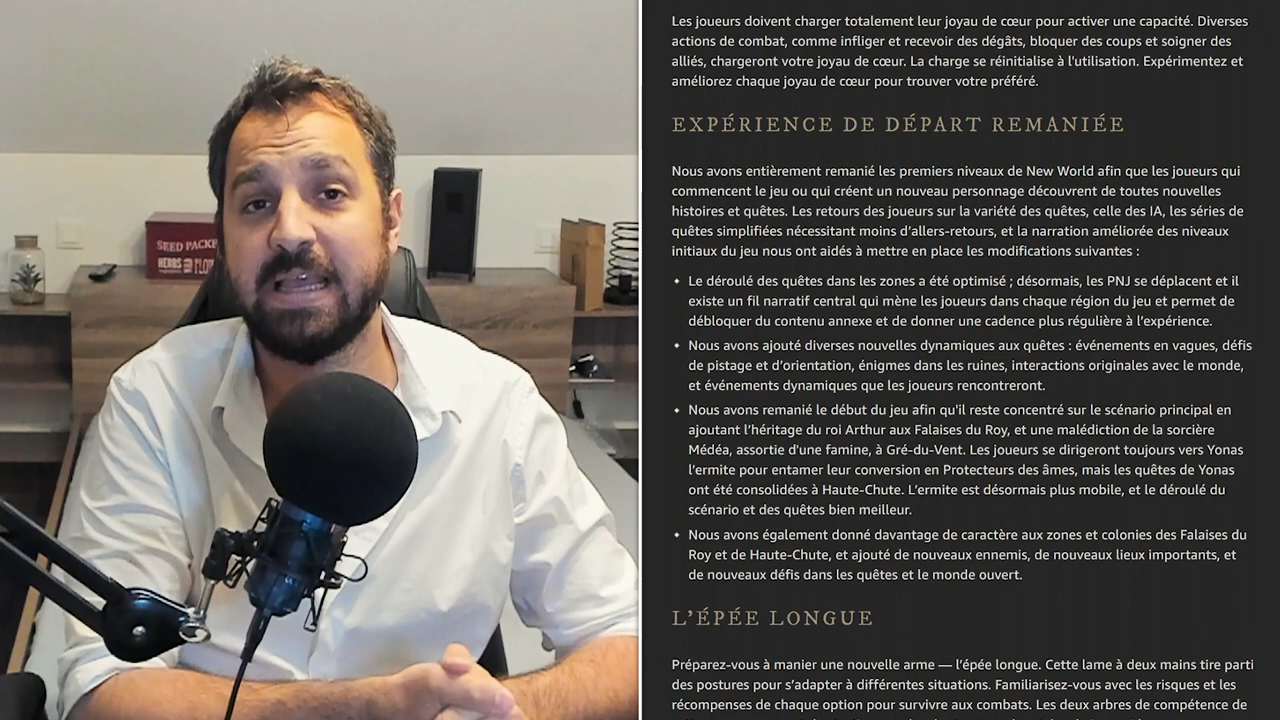 SEED PACKE
HERBS
FLOW
Les joueurs doivent charger totalement leur joyau de cœur pour activer une capacité. Diverses
actions de combat, comme infliger et recevoir des dégâts, bloquer des coups et soigner des
alliés, chargeront votre joyau de cœur. La charge se réinitialise à l'utilisation. Expérimentez et
améliorez chaque joyau de cœur pour trouver votre préféré.
EXPÉRIENCE DE DÉPART REMANIÉE
Nous avons entièrement remanié les premiers niveaux de New World afin que les joueurs qui
commencent le jeu ou qui créent un nouveau personnage découvrent de toutes nouvelles
histoires et quêtes. Les retours des joueurs sur la variété des quêtes, celle des IA, les séries de
quêtes simplifiées nécessitant moins d'allers-retours, et la narration améliorée des niveaux
initiaux du jeu nous ont aidés à mettre en place les modifications suivantes :
Le déroulé des quêtes dans les zones a été optimisé ; désormais, les PNJ se déplacent et il
existe un fil narratif central qui mène les joueurs dans chaque région du jeu et permet de
débloquer du contenu annexe et de donner une cadence plus régulière à l'expérience.
Nous avons ajouté diverses nouvelles dynamiques aux quêtes : événements en vagues, défis
de pistage et d'orientation, énigmes dans les ruines, interactions originales avec le monde,
et événements dynamiques que les joueurs rencontreront.
Nous avons remanié le début du jeu afin qu'il reste concentré sur le scénario principal en
ajoutant l'héritage du roi Arthur aux Falaises du Roy, et une malédiction de la sorcière
Médéa, assortie d'une famine, à Gré-du-Vent. Les joueurs se dirigeront toujours vers Yonas
l'ermite pour entamer leur conversion en Protecteurs des âmes, mais les quêtes de Yonas
ont été consolidées à Haute-Chute. L'ermite est désormais plus mobile, et le déroulé du
scénario et des quêtes bien meilleur.
Nous avons également donné davantage de caractère aux zones et colonies des Falaises du
Roy et de Haute-Chute, et ajouté de nouveaux ennemis, de nouveaux lieux importants, et
de nouveaux défis dans les quêtes et le monde ouvert.
L'ÉPÉE LONGUE
Préparez-vous à manier une nouvelle arme — l'épée longue. Cette lame à deux mains tire parti
des postures pour s'adapter à différentes situations. Familiarisez-vous avec les risques et les
récompenses de chaque option pour survivre aux combats. Les deux arbres de compétence de